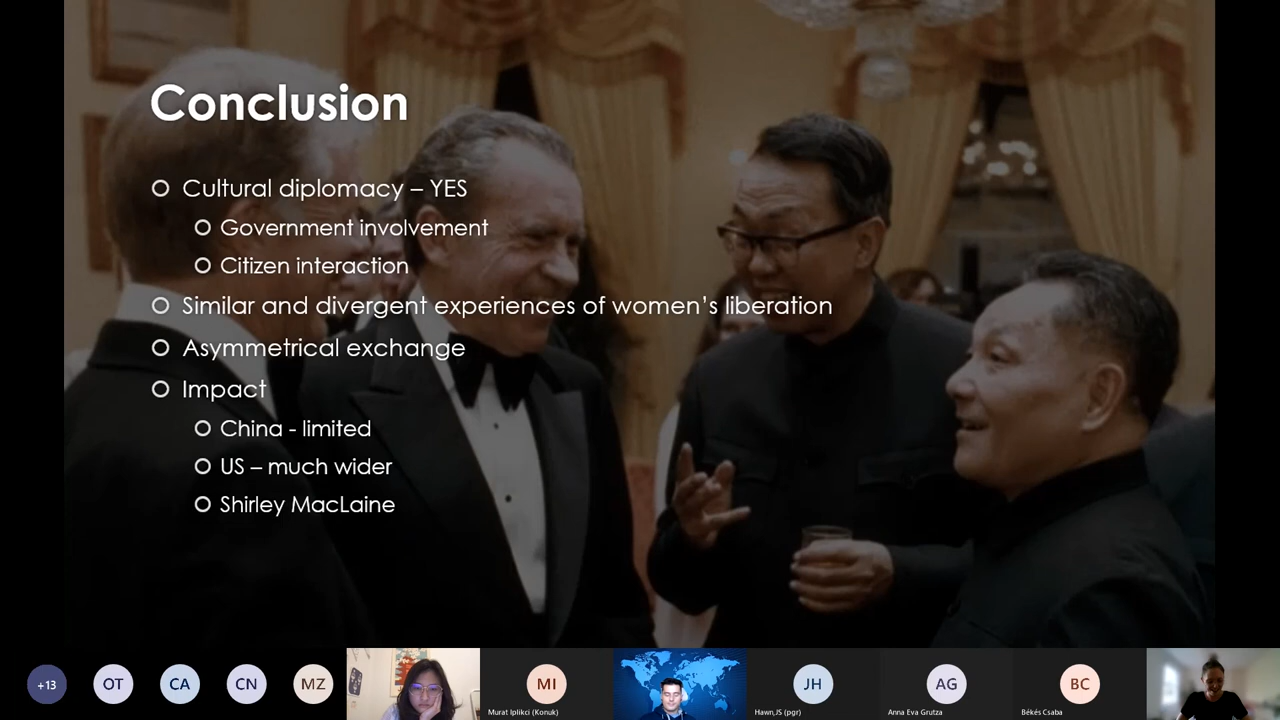 Conclusion
Cultural diplomacy – YES
Government involvement
Citizen interaction
Similar and divergent experiences of women's liberation
Asymmetrical exchange
Impact
China - limited
US – much wider
Shirley MacLaine
+13
OT
CA
CN
MZ
MI
JH
AG
BC
Murat Iplikci (Konuk)
Hawn,JS (pgr)
Anna Eva Grutza
Békés Csaba